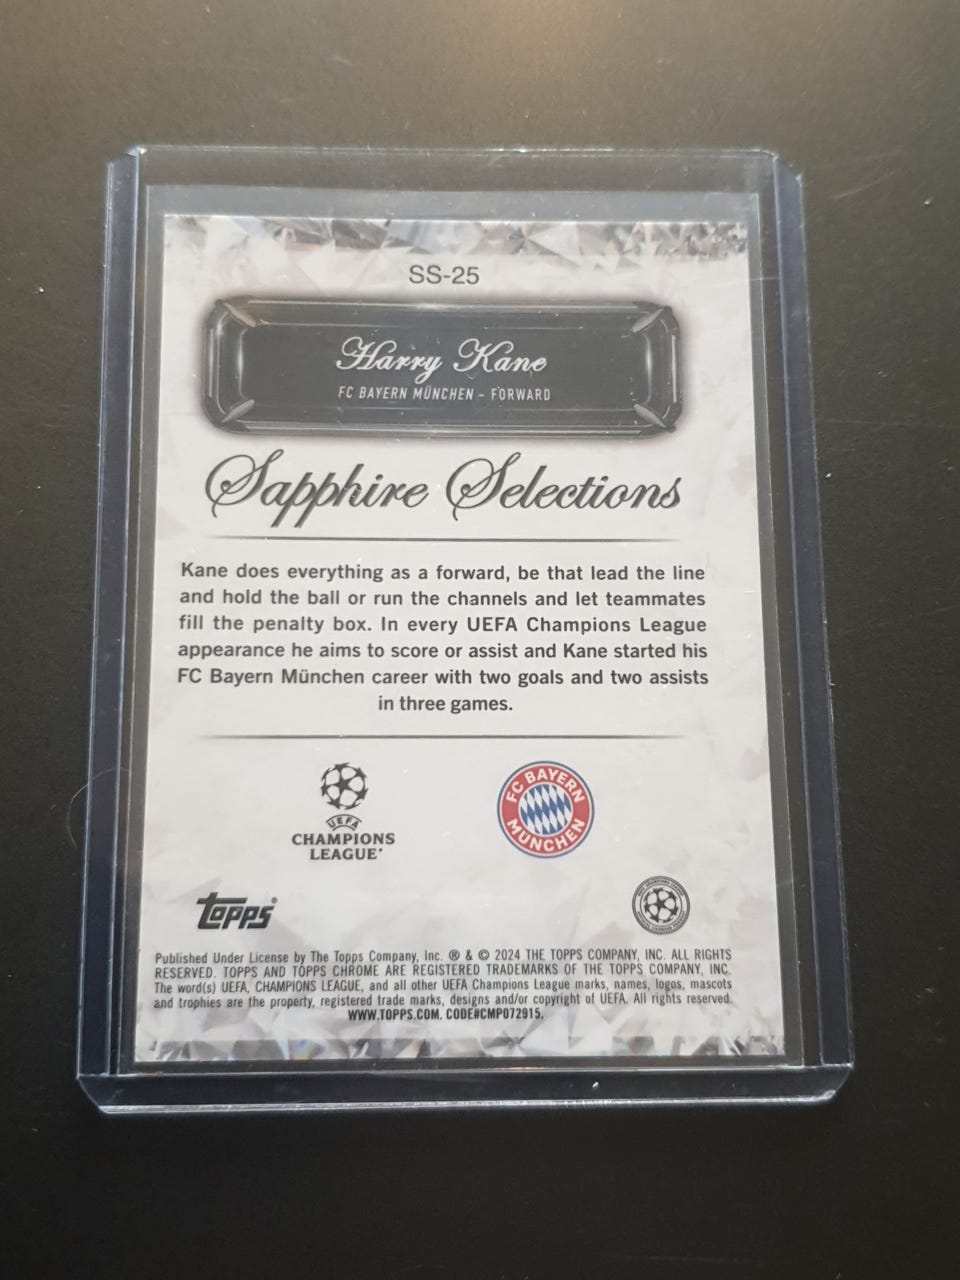 SS-25
Harry Kane
FC BAYERN MÜNCHEN - FORWARD
Sapphire Selections
Kane does everything as a forward, be that lead the line
and hold the ball or run the channels and let teammates
fill the penalty box. In every UEFA Champions League
appearance he aims to score or assist and Kane started his
FC Bayern München career with two goals and two assists
in three games.
UEFA
CHAMPIONS
LEAGUE
FC BAYERN
MÜNCHEN
Topps®
Published Under License by The Topps Company, Inc. ® & © 2024 THE TOPPS COMPANY, INC. ALL RIGHTS
RESERVED. TOPPS AND TOPPS CHROME ARE REGISTERED TRADEMARKS OF THE TOPPS COMPANY, INC.
The word(s) UEFA, CHAMPIONS LEAGUE, and all other UEFA Champions League marks, names, logos, mascots
and trophies are the property, registered trade marks, designs and/or copyright of UEFA. All rights reserved.
WWW.TOPPS.COM. CODE#CMP072915.